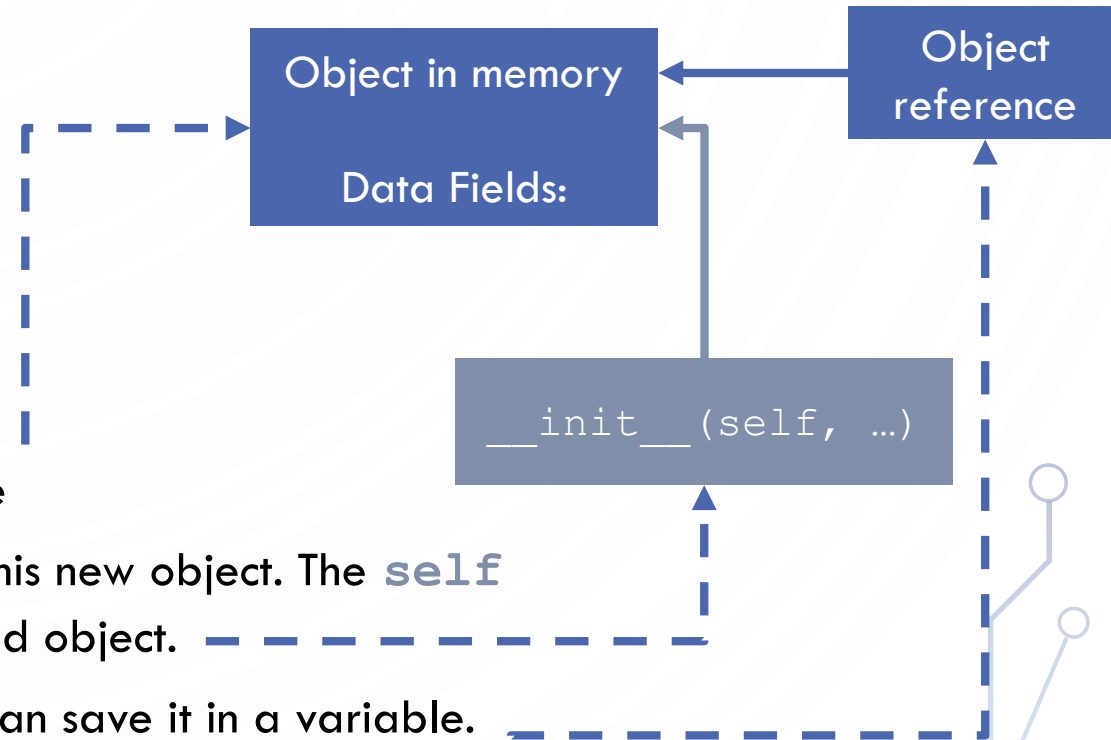 Object in memory
Data Fields:
Object
reference
__init__(self, …)
e
his new object. The self
d object.
an save it in a variable.